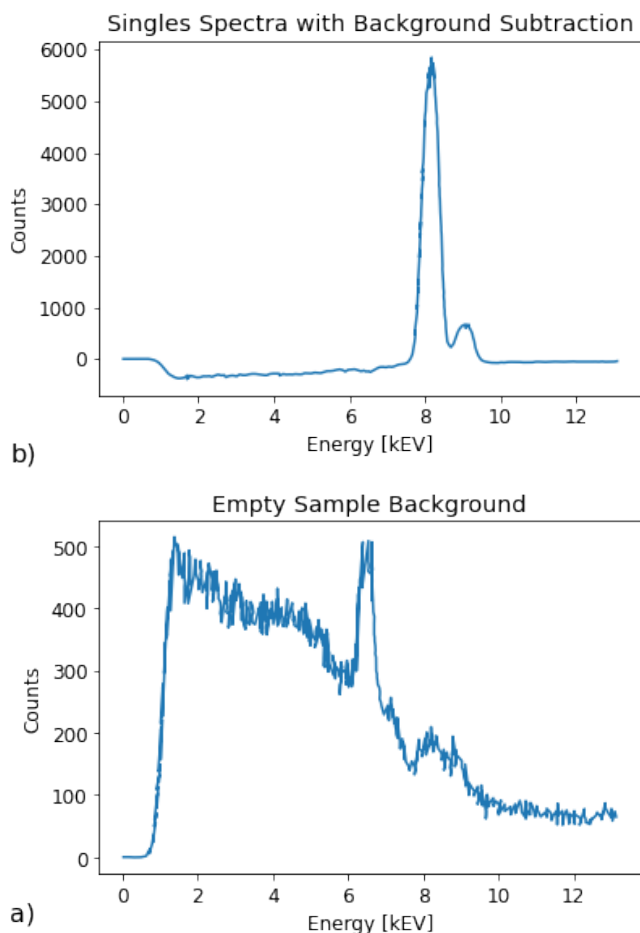 Singles Spectra with Background Subtraction
6000
5000
4000
3000
2000
1000
0
Counts
0 2 4 6 8 10 12
Energy [kEV]
b)
Empty Sample Background
500
400
300
200
100
0
Counts
0 2 4 6 8 10 12
Energy [kEV]
a)